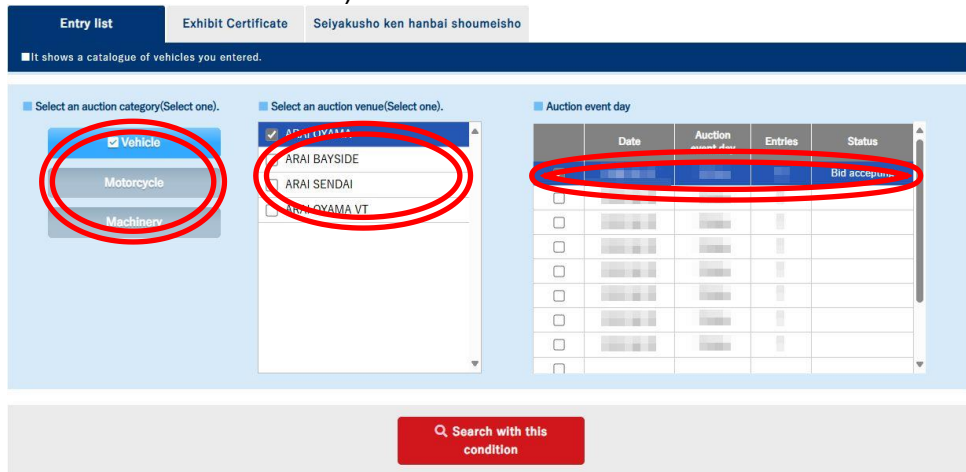 Entry list
Exhibit Certificate
Seiyakusho ken hanbai shoumeisho
■It shows a catalogue of vehicles you entered.
Select an auction category(Select one).
Select an auction venue(Select one).
Auction event day
Vehicle
Motorcycle
Machinery
ARAI OYAMA
ARAI BAYSIDE
ARAI SENDAI
ARAI OYAMA VT
Date
Auction
event day
Entries
Status
Bid accepting
Search with this
condition